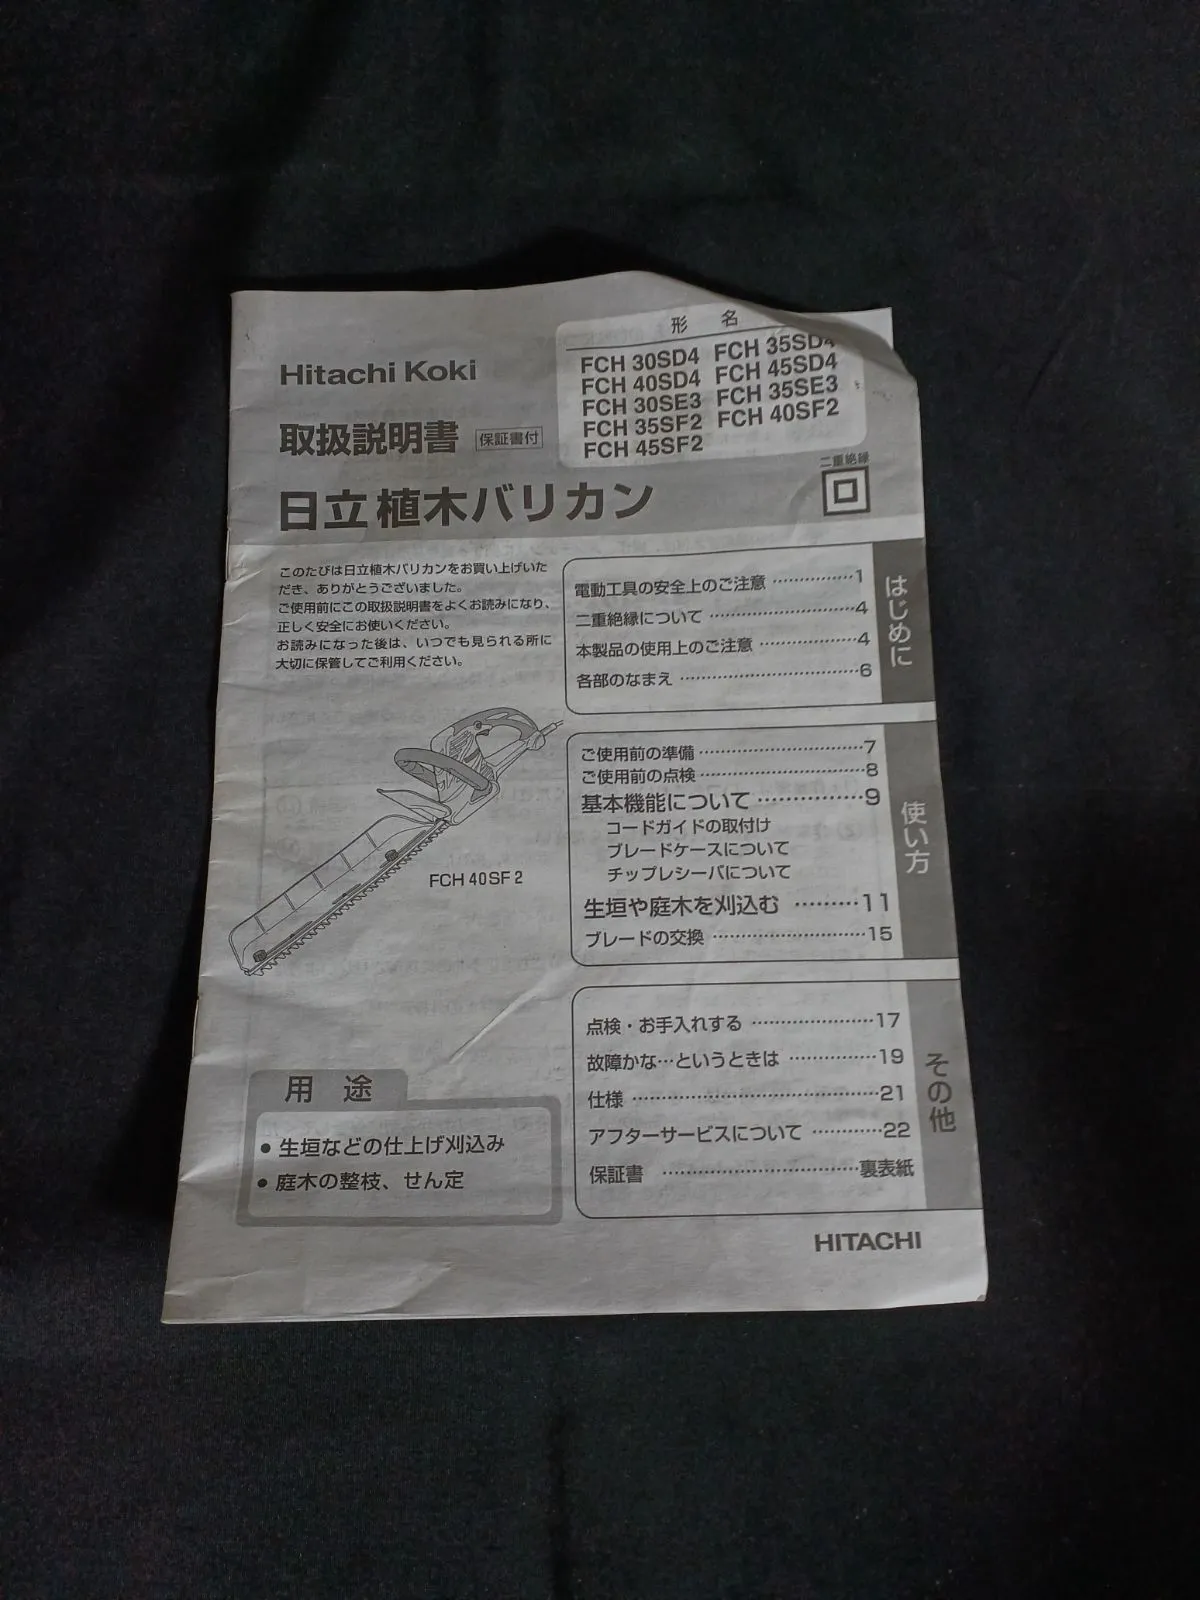 Hitachi Koki
取扱説明書 保証書付
日立 植木バリカン
形 名
FCH 30SD4 FCH 35SD4
FCH 40SD4 FCH 45SD4
FCH 30SE3 FCH 35SE3
FCH 35SF2 FCH 40SF2
FCH 45SF2
二重絶縁
このたびは日立植木バリカンをお買い上げいた
だき、ありがとうございました。
ご使用前にこの取扱説明書をよくお読みになり、
正しく安全にお使いください。
お読みになった後は、いつでも見られる所に
大切に保管してご利用ください。
FCH 40SF2
用 途
● 生垣などの仕上げ刈込み
● 庭木の整枝、せん定
はじめに
電動工具の安全上のご注意 ……………1
二重絶縁について ……………………4
本製品の使用上のご注意 ……………4
各部のなまえ …………………………6
使い方
ご使用前の準備 ………………………7
ご使用前の点検 ………………………8
基本機能について ……………9
コードガイドの取付け
ブレードケースについて
チップレシーバについて
生垣や庭木を刈込む ………11
ブレードの交換 ……………………15
その他
点検・お手入れする …………………17
故障かな…というときは ……………19
仕様 …………………………………21
アフターサービスについて …………22
保証書 ……………………………裏表紙
HITACHI